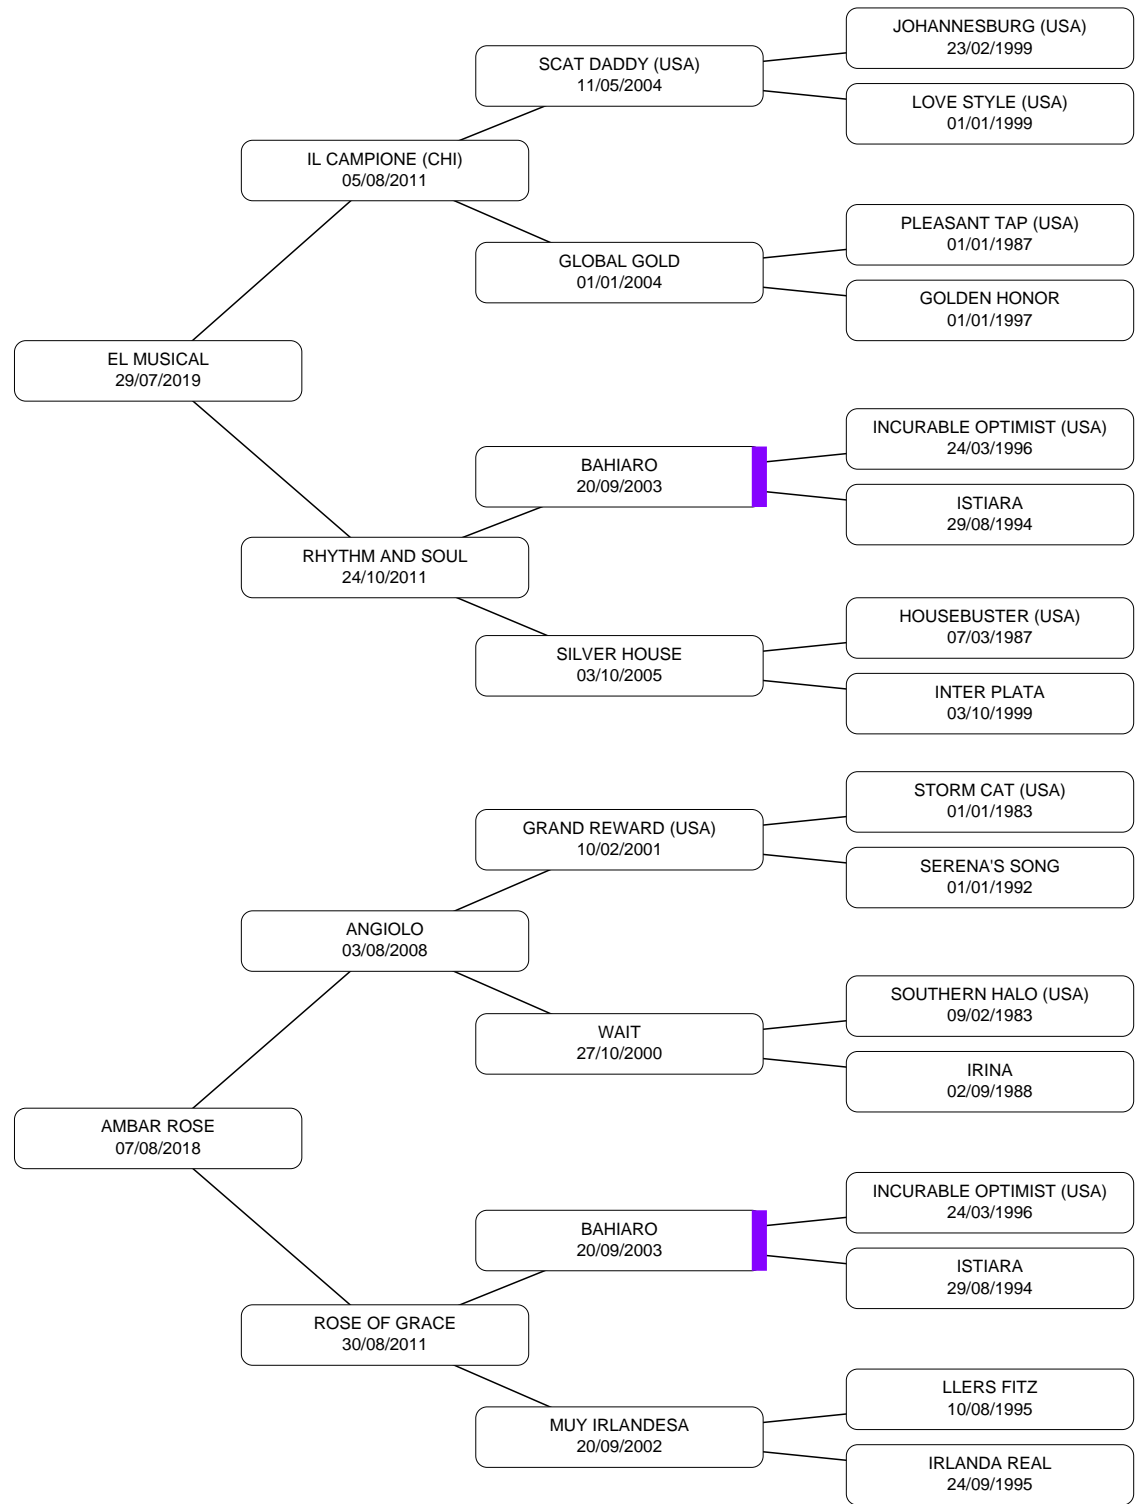 JOHANNESBURG (USA)
23/02/1999
SCAT DADDY (USA)
11/05/2004
LOVE STYLE (USA)
01/01/1999
IL CAMPIONE (CHI)
05/08/2011
PLEASANT TAP (USA)
01/01/1987
GLOBAL GOLD
01/01/2004
GOLDEN HONOR
01/01/1997
EL MUSICAL
29/07/2019
INCURABLE OPTIMIST (USA)
24/03/1996
BAHIARO
20/09/2003
ISTIARA
29/08/1994
RHYTHM AND SOUL
24/10/2011
HOUSEBUSTER (USA)
07/03/1987
SILVER HOUSE
03/10/2005
INTER PLATA
03/10/1999
STORM CAT (USA)
01/01/1983
GRAND REWARD (USA)
10/02/2001
SERENA'S SONG
01/01/1992
ANGIOLO
03/08/2008
SOUTHERN HALO (USA)
09/02/1983
WAIT
27/10/2000
IRINA
02/09/1988
AMBAR ROSE
07/08/2018
INCURABLE OPTIMIST (USA)
24/03/1996
BAHIARO
20/09/2003
ISTIARA
29/08/1994
ROSE OF GRACE
30/08/2011
LLERS FITZ
10/08/1995
MUY IRLANDESA
20/09/2002
IRLANDA REAL
24/09/1995